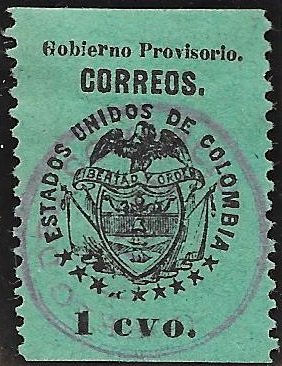 Gobierno Provisorio.
CORREOS.
ESTADOS UNIDOS DE COLOMBIA
LIBERTAD Y ORDEN
1 cvo.